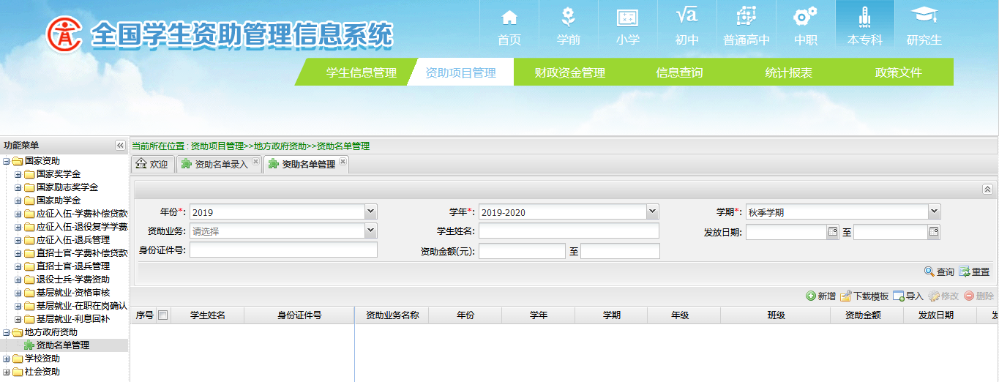 全国学生资助管理信息系统
首页 学前 小学 初中 普通高中 中职 本专科 研究生
学生信息管理 资助项目管理 财政资金管理 信息查询 统计报表 政策文件
功能菜单
国家资助
国家奖学金
国家励志奖学金
国家助学金
应征入伍-学费补偿贷款
应征入伍-退役复学学费
应征入伍-退兵管理
直招士官-学费补偿贷款
直招士官-退兵管理
退役士兵-学费资助
基层就业-资格审核
基层就业-在职在岗确认
基层就业-利息回补
地方政府资助
资助名单管理
学校资助
社会资助
当前所在位置 : 资助项目管理>>地方政府资助>>资助名单管理
欢迎 资助名单录入 资助名单管理
年份*: 2019 学年*: 2019-2020 学期*: 秋季学期
资助业务: 请选择 学生姓名: 发放日期: 至
身份证件号: 资助金额(元): 至
查询 重置
新增 下载模板 导入 修改 删除
序号 学生姓名 身份证件号 资助业务名称 年份 学年 学期 年级 班级 资助金额 发放日期